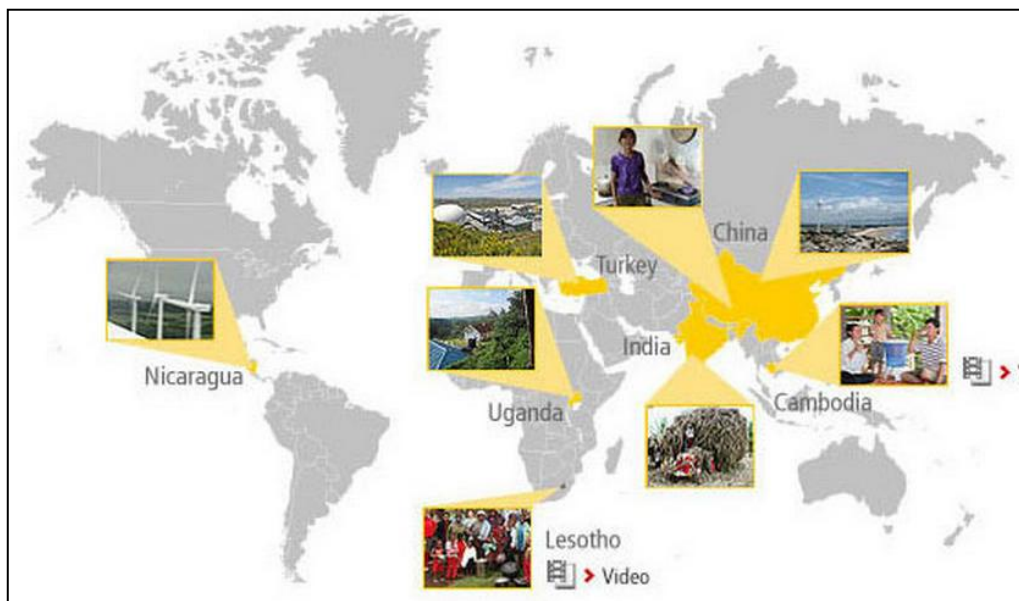 China
Turkey
India
Nicaragua
Uganda
Cambodia
Lesotho
> Video
>